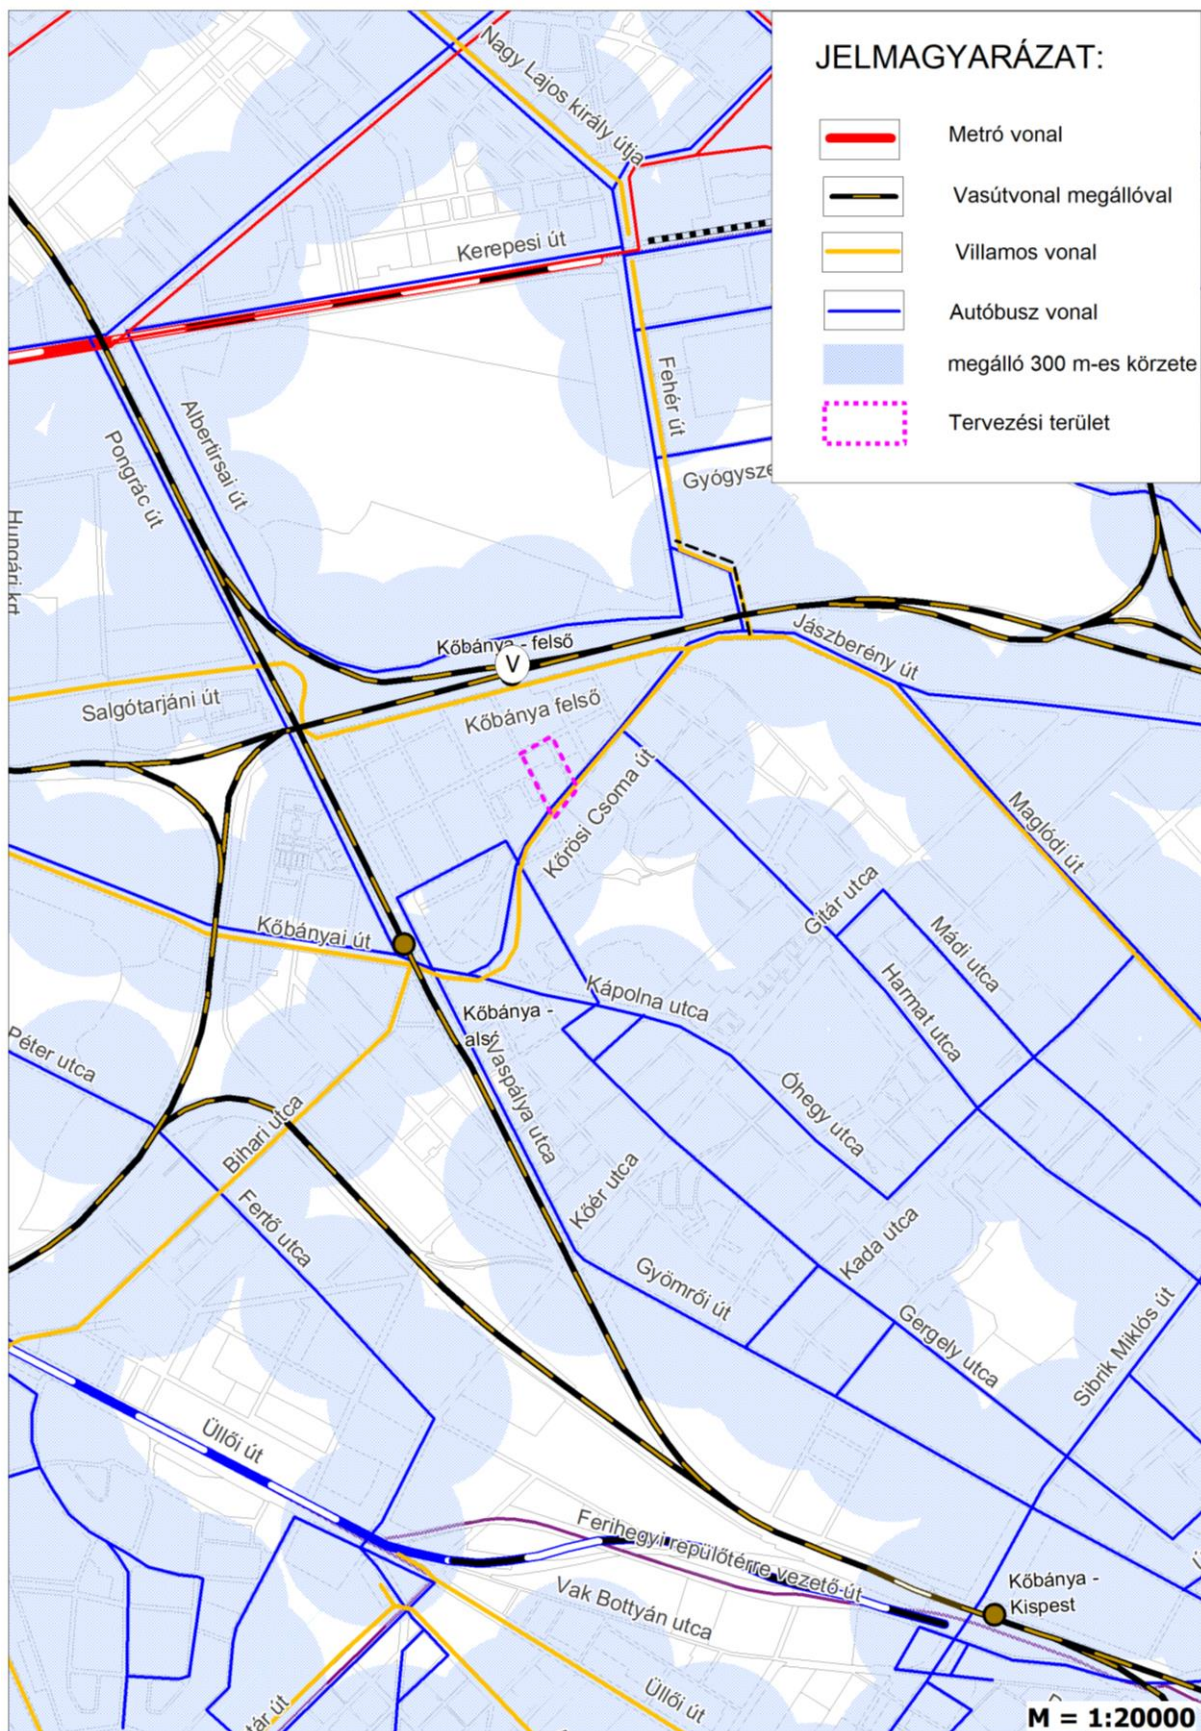 JELMAGYARÁZAT:
Metró vonal
Vasútvonal megállóval
Villamos vonal
Autóbusz vonal
megálló 300 m-es körzete
Tervezési terület
Nagy Lajos király útja
Kerepesi út
Fehér út
Albertirsai út
Pongrác út
Gyógysze
Hungári krt
Jászberény út
Kőbánya - felső
V
Salgótarjáni út
Kőbánya felső
Kőrösi Csoma út
Maglódi út
Gitár utca
Mádi utca
Kőbányai út
Harmat utca
Kápolna utca
Kőbánya -
alsó
Vaspálya utca
Péter utca
Óhegy utca
Bihari utca
Kőér utca
Fertő utca
Kada utca
Gyömrői út
Gergely utca
Sibrik Miklós út
Üllői út
Ferihegyi repülőtérre vezető út
Kőbánya -
Kispest
Vak Bottyán utca
Üllői út
tár út
M = 1:20000